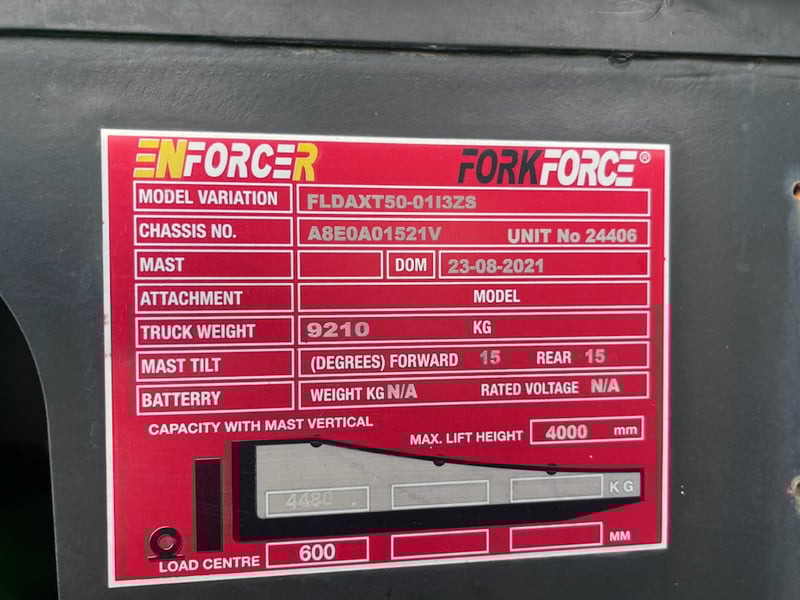 ENFORCER FORKFORCE®
MODEL VARIATION FLDAXT50-01I3ZS
CHASSIS NO. A8E0A01521V UNIT No 24406
MAST DOM 23-08-2021
ATTACHMENT MODEL
TRUCK WEIGHT 9210 KG
MAST TILT (DEGREES) FORWARD 15 REAR 15
BATTERRY WEIGHT KG N/A RATED VOLTAGE N/A
CAPACITY WITH MAST VERTICAL
MAX. LIFT HEIGHT 4000 mm
4480 KG
LOAD CENTRE 600 MM